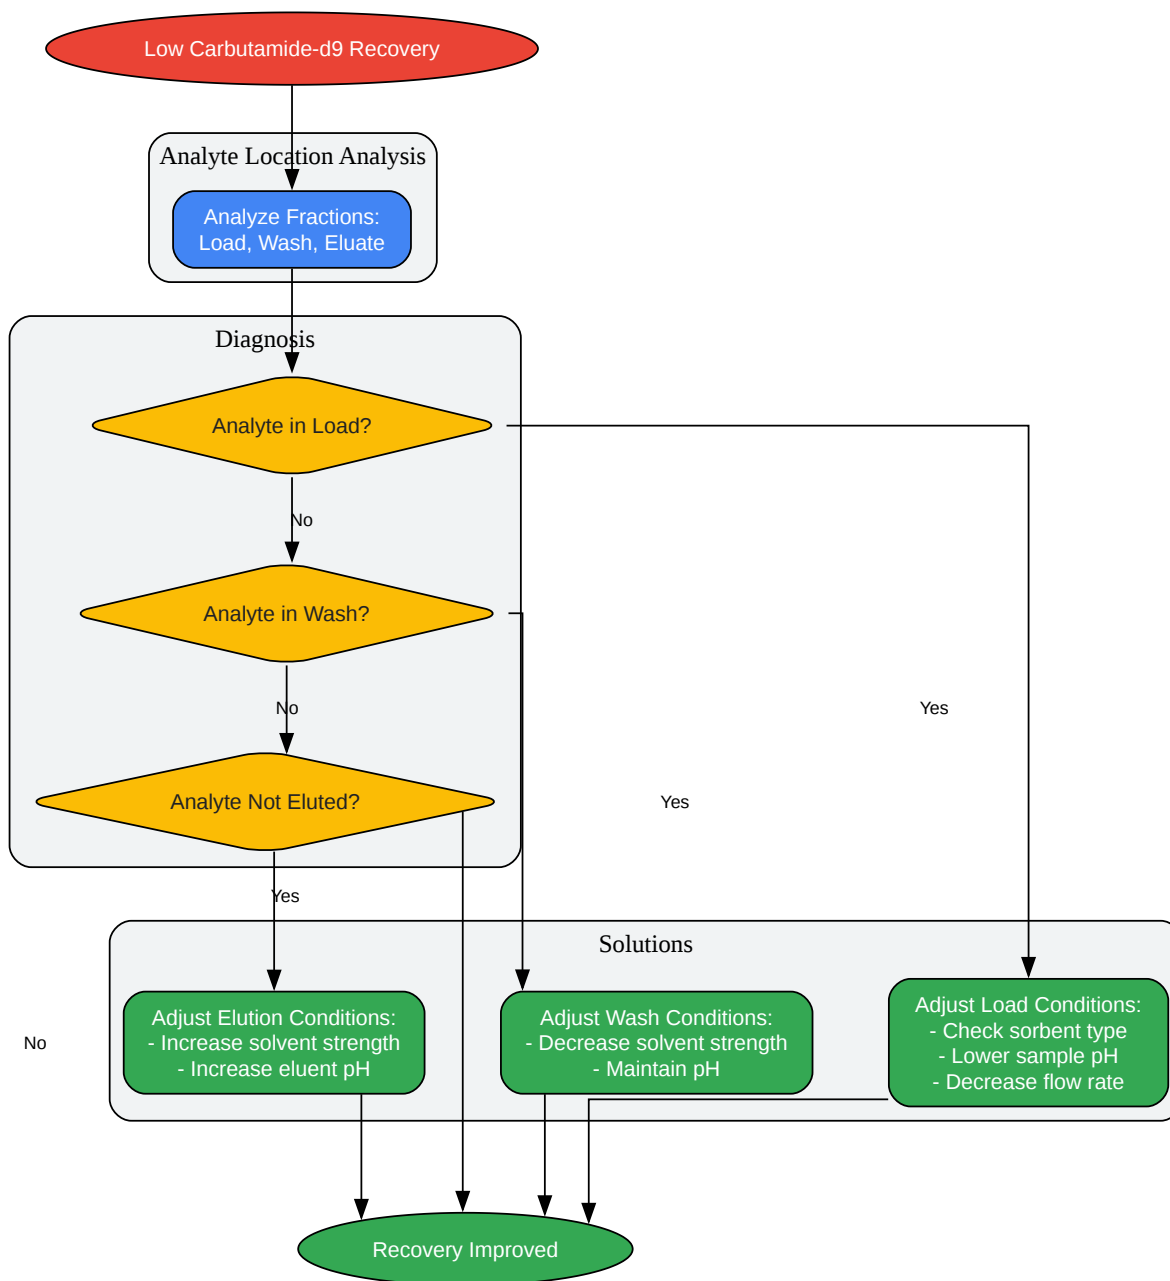 Low Carbutamide-d9 Recovery
Analyte Location Analysis
Analyze Fractions:
Load, Wash, Eluate
Diagnosis
Analyte in Load?
No
Analyte in Wash?
No
Yes
Analyte Not Eluted?
Yes
Yes
Solutions
Adjust Elution Conditions:
- Increase solvent strength
- Increase eluent pH
Adjust Wash Conditions:
- Decrease solvent strength
- Maintain pH
Adjust Load Conditions:
- Check sorbent type
- Lower sample pH
- Decrease flow rate
No
Recovery Improved